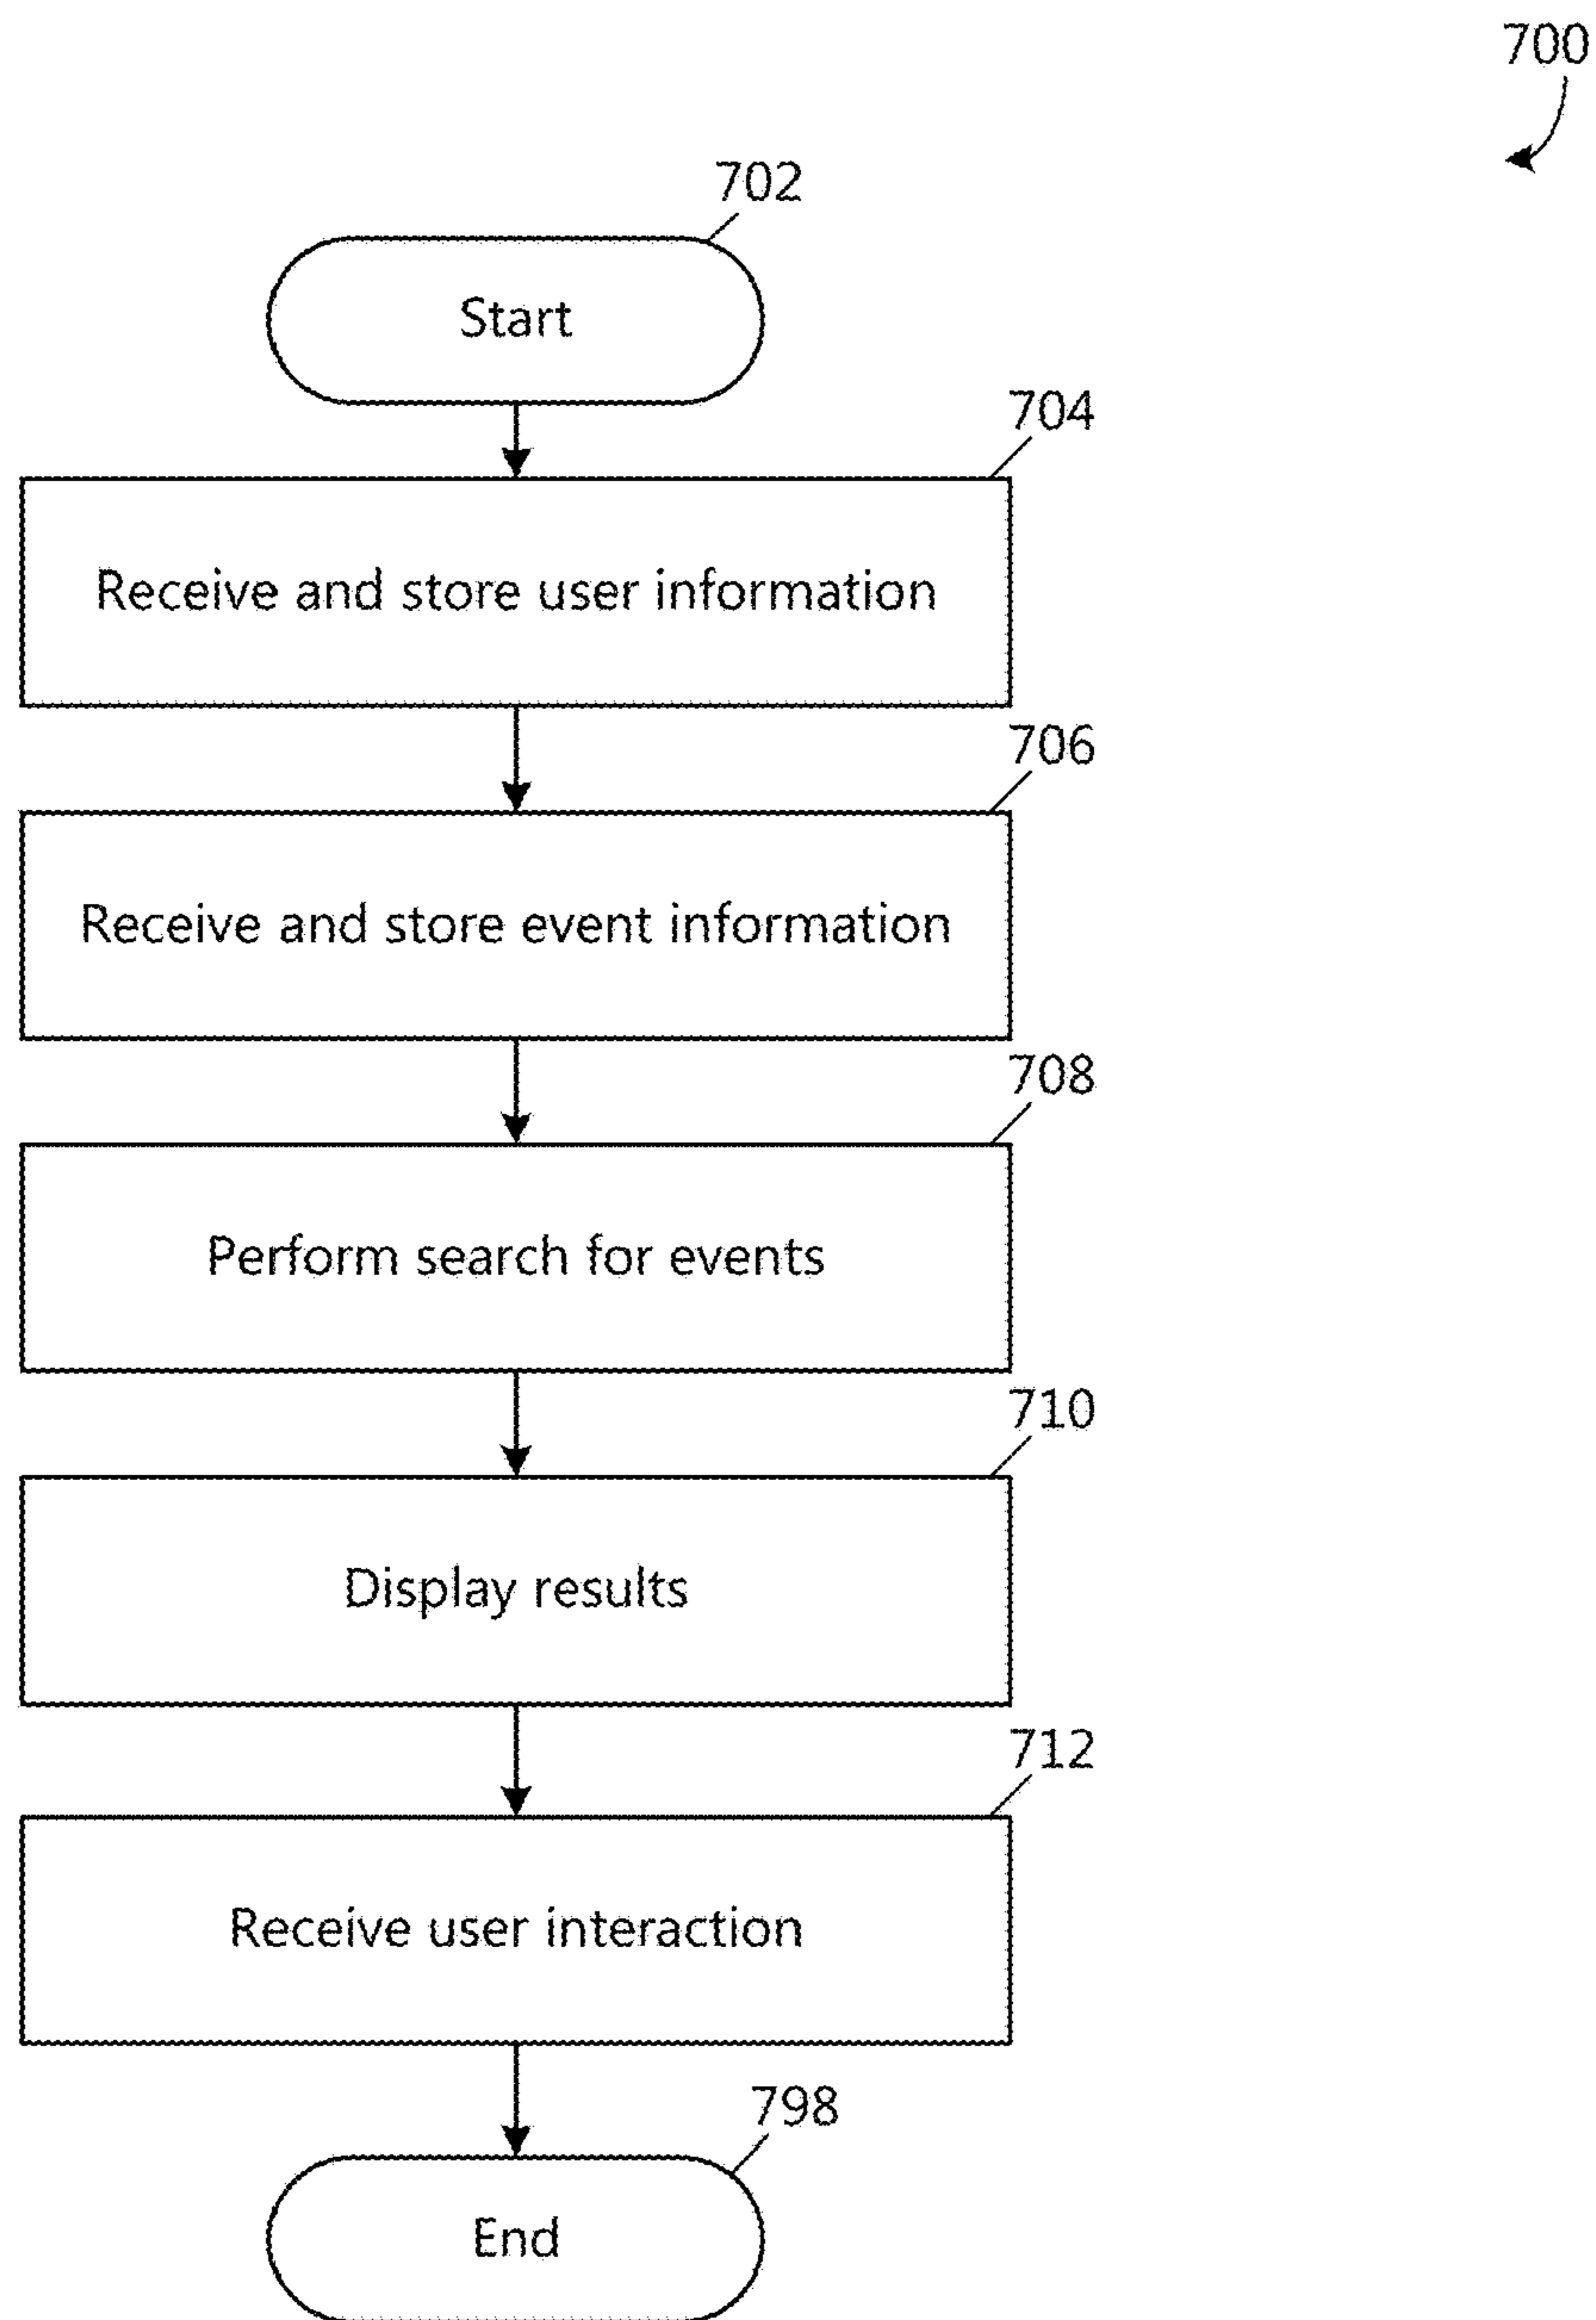 700
702
Start
704
Receive and store user information
706
Receive and store event information
708
Perform search for events
710
Display results
712
Receive user interaction
798
End